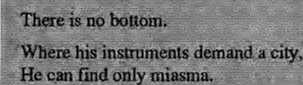 There is no bottom.
Where his instruments demand a city,
He can find only miasma.